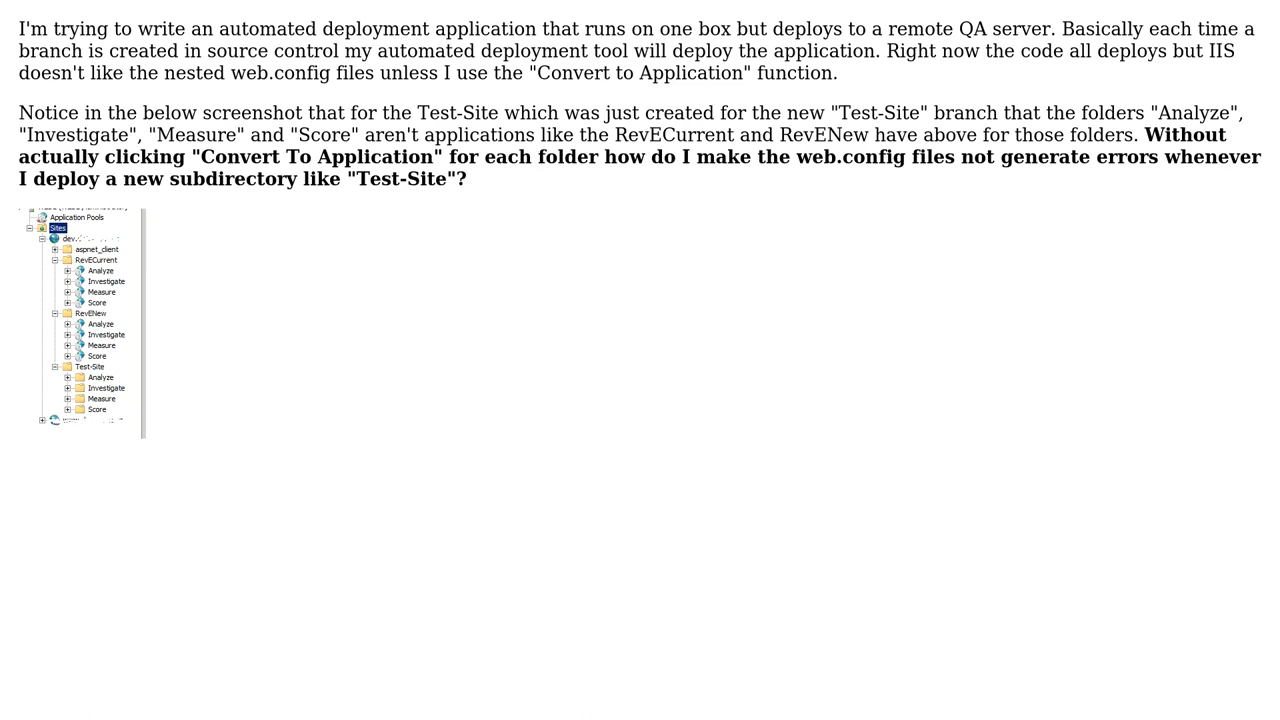 I'm trying to write an automated deployment application that runs on one box but deploys to a remote QA server. Basically each time a
branch is created in source control my automated deployment tool will deploy the application. Right now the code all deploys but IIS
doesn't like the nested web.config files unless I use the "Convert to Application" function.
Notice in the below screenshot that for the Test-Site which was just created for the new "Test-Site" branch that the folders "Analyze",
"Investigate", "Measure" and "Score" aren't applications like the RevECurrent and RevENew have above for those folders. Without
actually clicking "Convert To Application" for each folder how do I make the web.config files not generate errors whenever
I deploy a new subdirectory like "Test-Site"?
Application Pools
Sites
dev.
aspnet_client
RevECurrent
Analyze
Investigate
Measure
Score
RevENew
Analyze
Investigate
Measure
Score
Test-Site
Analyze
Investigate
Measure
Score